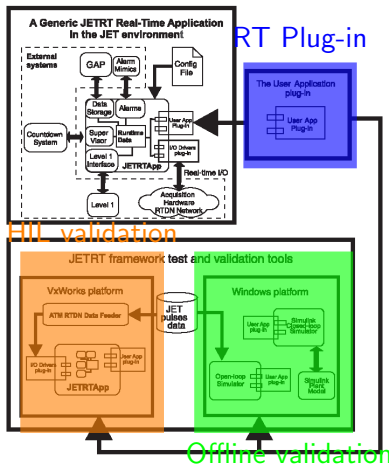 A Generic JETRT Real-Time Application
in the JET environment
RT Plug-in
External
systems
GAP
Alarm
Mimics
Config
File
Data
Storage
Alarms
User App
Plug-in
Countdown
System
Super
Visor
Runtime
Data
I/O Drivers
plug-in
Level 1
Interface
JETRTApp
Real-time I/O
Level 1
Acquisition
Hardware
RTDN Network
The User Application
plug-in
User App
Plug-in
HIL validation
JETRT framework test and validation tools
VxWorks platform
ATM RTDN Data Feeder
I/O Drivers
plug-in
User App
plug-in
JETRTApp
JET
pulses
data
Windows platform
User App
plug-in
Simulink
Closed-loop
Simulator
Open-loop
Simulator
User App
plug-in
Simulink
Plant
Model
Offline validation